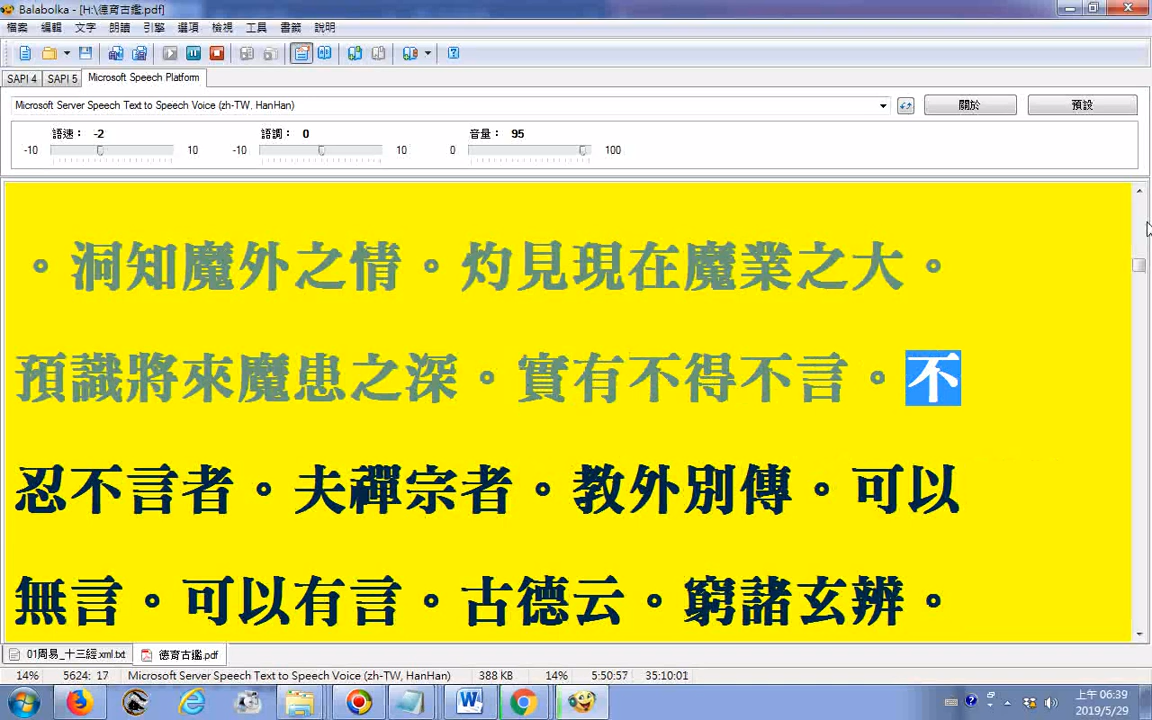 Balabolka - [H:\德育古鑑.pdf]
檔案 編輯 文字 朗讀 引擎 選項 檢視 工具 書籤 說明
SAPI 4 SAPI 5 Microsoft Speech Platform
Microsoft Server Speech Text to Speech Voice (zh-TW, HanHan) 關於 預設
語速： -2 語調： 0 音量： 95
-10 10 -10 10 0 100
。洞知魔外之情。灼見現在魔業之大。
預識將來魔患之深。實有不得不言。不
忍不言者。夫禪宗者。教外別傳。可以
無言。可以有言。古德云。窮諸玄辨。
01周易_十三經.xml.txt 德育古鑑.pdf
14% 5624: 17 Microsoft Server Speech Text to Speech Voice (zh-TW, HanHan) 388 KB 14% 5:50:57 35:10:01
上午 06:39
2019/5/29